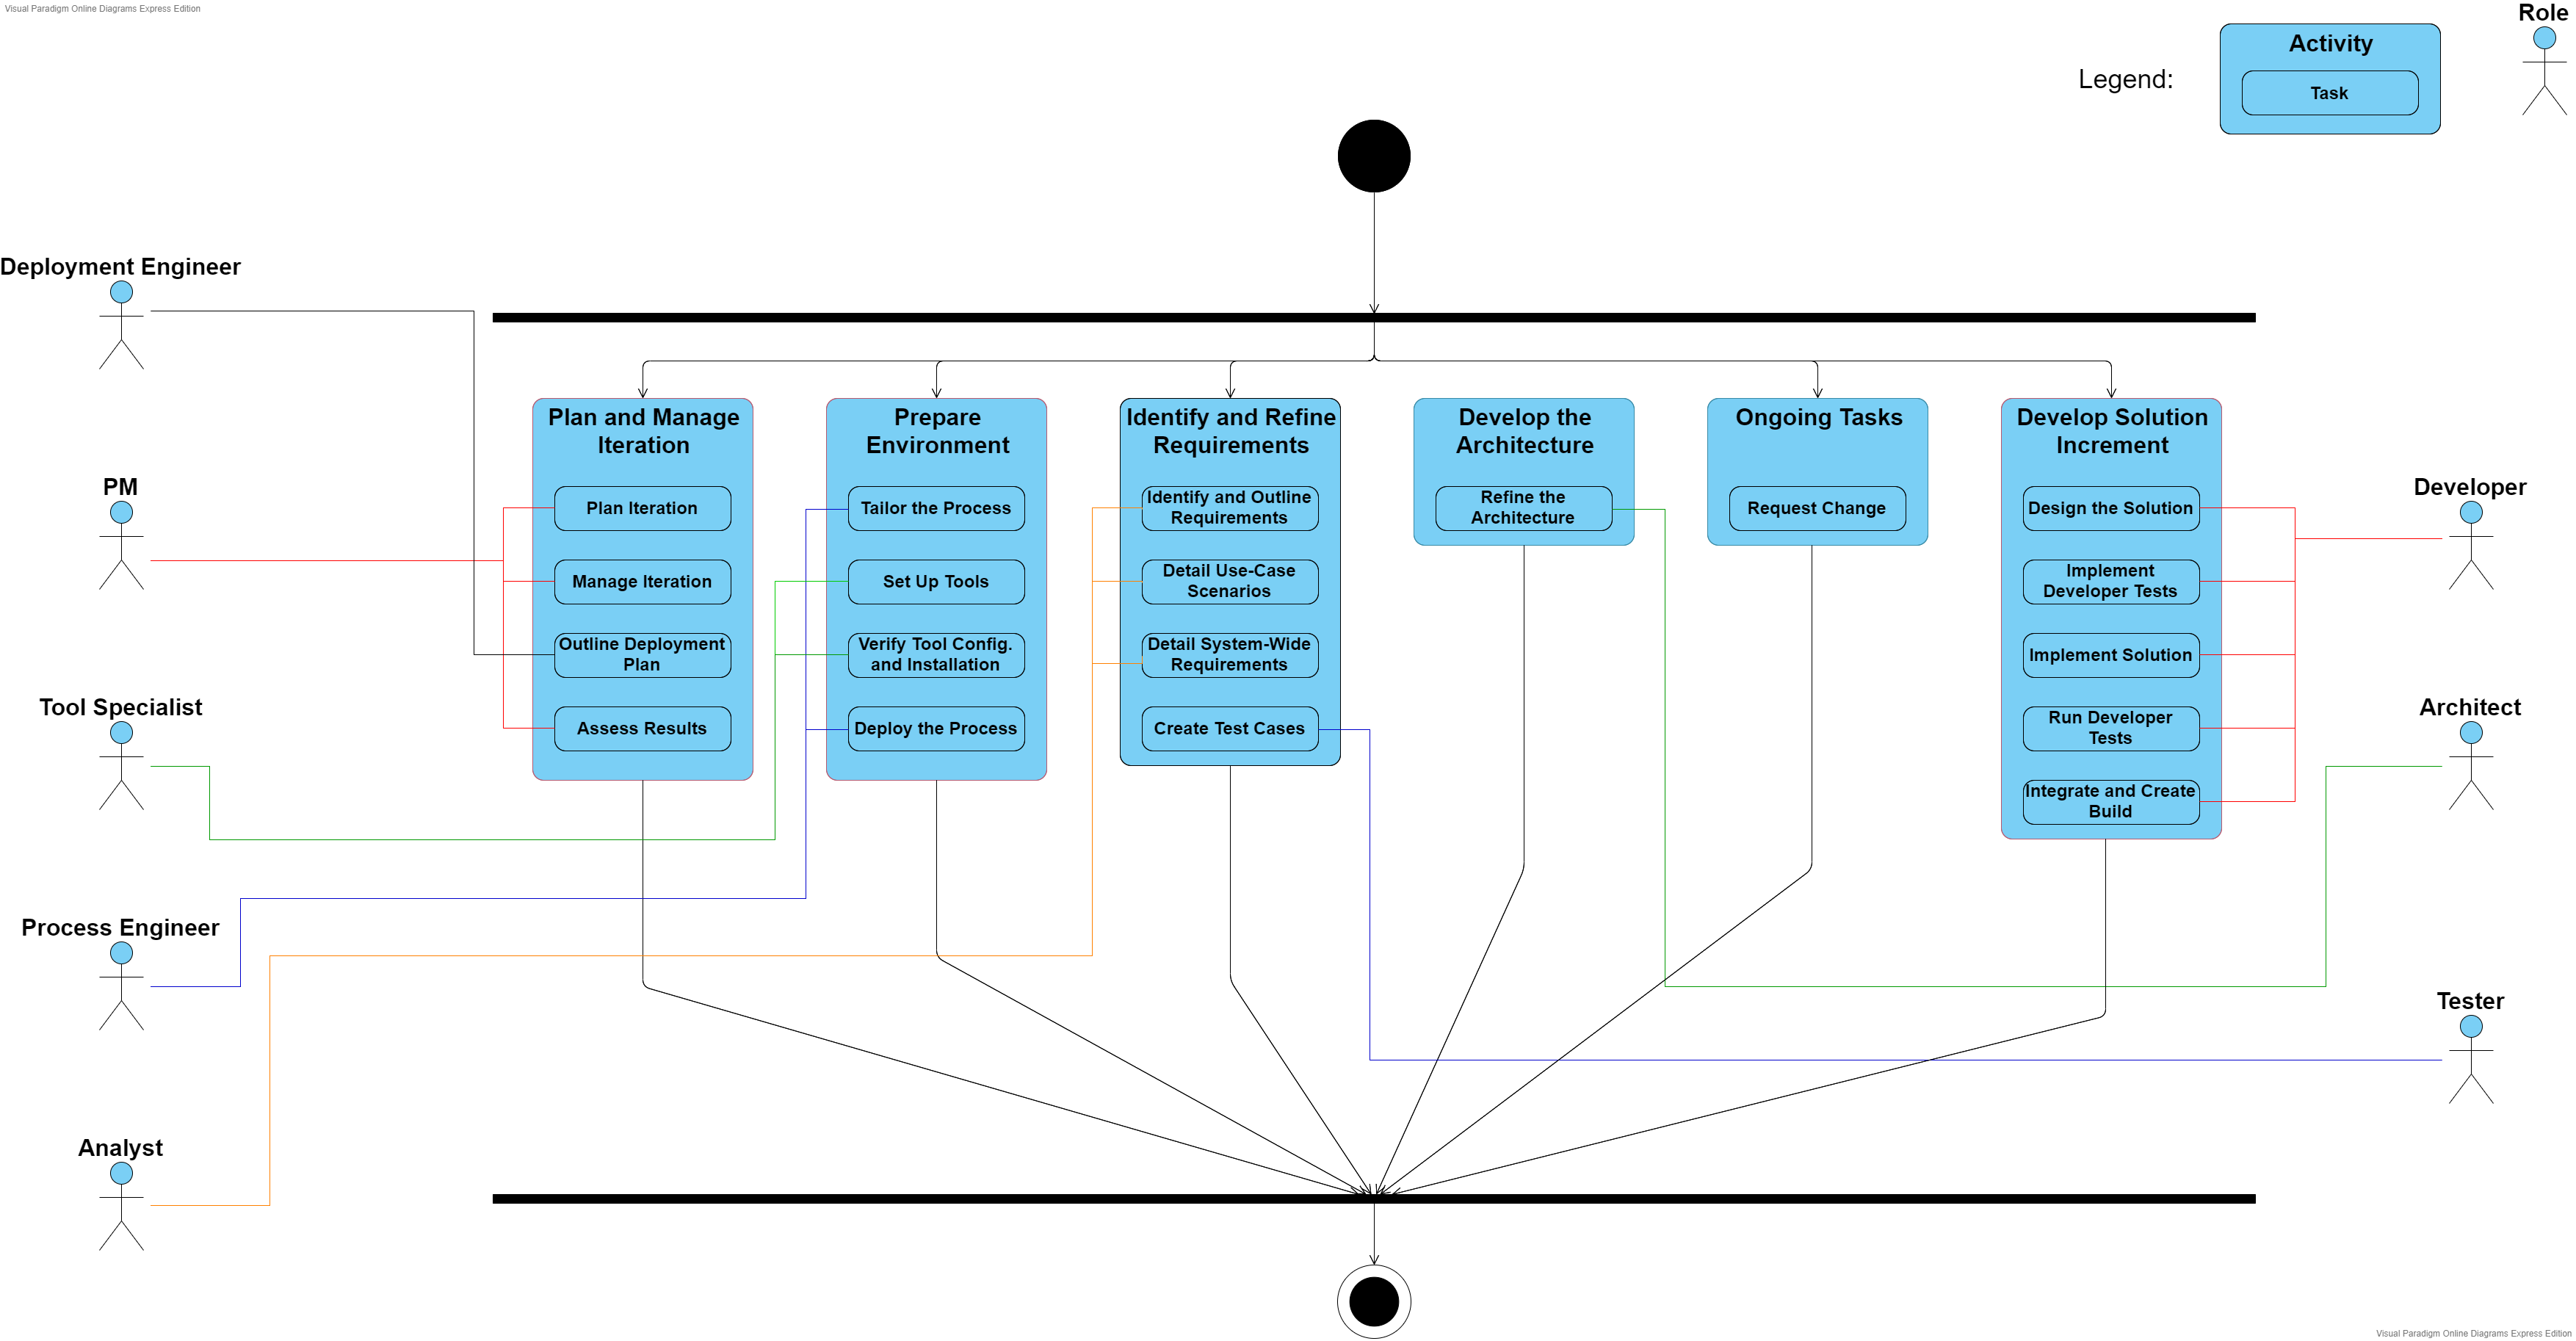 Visual Paradigm Online Diagrams Express Edition
Role
Activity
Legend:
Task
Deployment Engineer
Plan and Manage
Iteration
Plan Iteration
Manage Iteration
Outline Deployment
Plan
Assess Results
Prepare
Environment
Tailor the Process
Set Up Tools
Verify Tool Config.
and Installation
Deploy the Process
Identify and Refine
Requirements
Identify and Outline
Requirements
Detail Use-Case
Scenarios
Detail System-Wide
Requirements
Create Test Cases
Develop the
Architecture
Refine the
Architecture
Ongoing Tasks
Request Change
Develop Solution
Increment
Design the Solution
Implement
Developer Tests
Implement Solution
Run Developer
Tests
Integrate and Create
Build
PM
Tool Specialist
Process Engineer
Analyst
Developer
Architect
Tester
Visual Paradigm Online Diagrams Express Edition